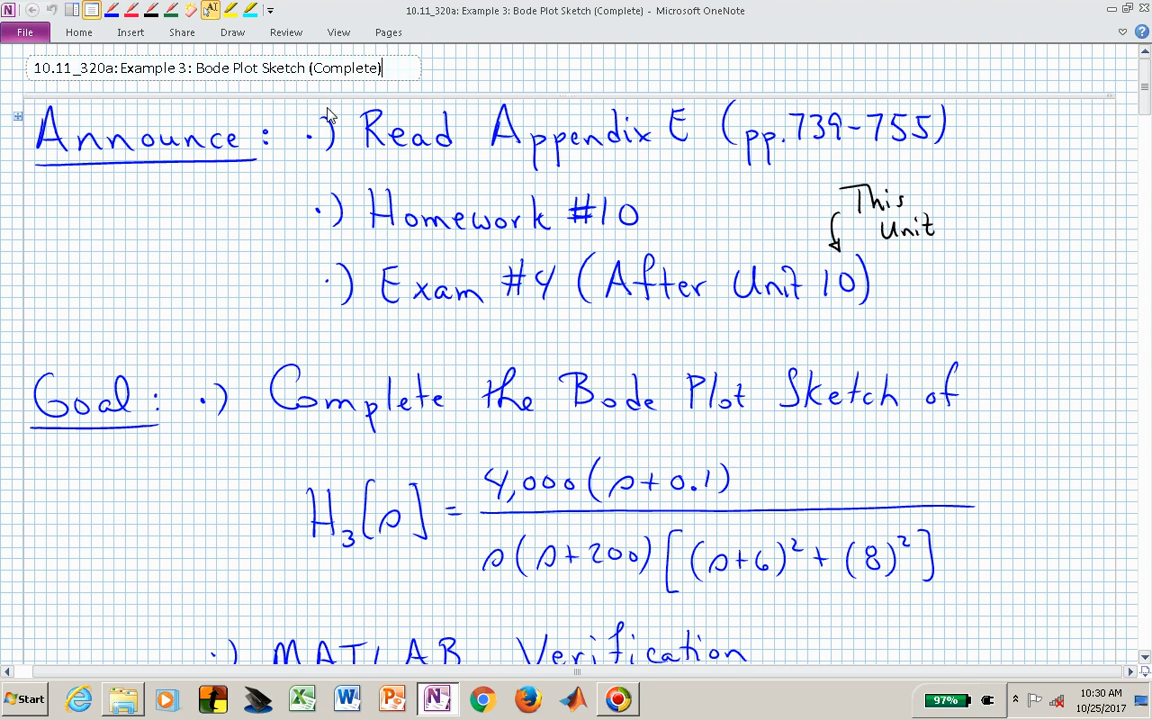 10.11_320a: Example 3: Bode Plot Sketch (Complete) - Microsoft OneNote
File Home Insert Share Draw Review View Pages
10.11_320a: Example 3: Bode Plot Sketch (Complete)
Announce: ·) Read Appendix E (pp.739-755)
·) Homework #10
This
Unit
·) Exam #4 (After Unit 10)
Goal: ·) Complete the Bode Plot Sketch of
H₃[s] = 4,000(s+0.1)
s(s+200)[(s+6)²+(8)²]
·) MATLAB Verification
Start
97%
10:30 AM
10/25/2017